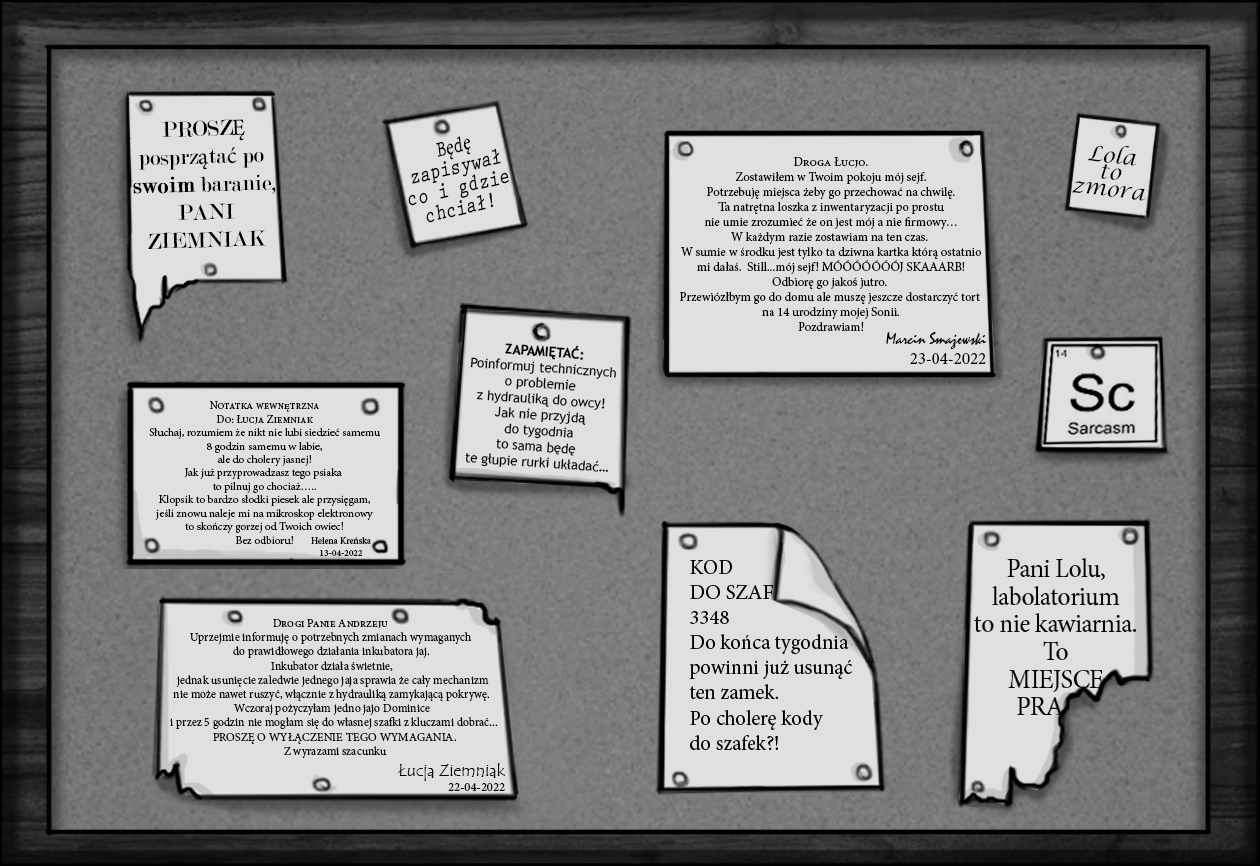 PROSZĘ
posprzątać po
swoim baranie,
PANI
ZIEMNIAK
Będę
zapisywał
co i gdzie
chciał!
Droga Łucjo.
Zostawiłem w Twoim pokoju mój sejf.
Potrzebuję miejsca żeby go przechować na chwilę.
Ta natrętna loszka z inwentaryzacji po prostu
nie umie zrozumieć że on jest mój a nie firmowy…
W każdym razie zostawiam na ten czas.
W sumie w środku jest tylko ta dziwna kartka którą ostatnio
mi dałaś. Still...mój sejf! MÓÓÓÓÓÓÓJ SKAAARB!
Odbiorę go jakoś jutro.
Przewiózłbym go do domu ale muszę jeszcze dostarczyć tort
na 14 urodziny mojej Sonii.
Pozdrawiam!
Marcin Smajewski
23-04-2022
Lola
to
zmora
ZAPAMIĘTAĆ:
Poinformuj technicznych
o problemie
z hydrauliką do owcy!
Jak nie przyjdą
do tygodnia
to sama będę
te głupie rurki układać...
14
Sc
Sarcasm
Notatka wewnętrzna
Do: Łucja Ziemniak
Słuchaj, rozumiem że nikt nie lubi siedzieć samemu
8 godzin samemu w labie,
ale do cholery jasnej!
Jak już przyprowadzasz tego psiaka
to pilnuj go chociaż…..
Klopsik to bardzo słodki piesek ale przysięgam,
jeśli znowu naleje mi na mikroskop elektronowy
to skończy gorzej od Twoich owiec!
Bez odbioru! Helena Kreńska
13-04-2022
Drogi Panie Andrzeju
Uprzejmie informuję o potrzebnych zmianach wymaganych
do prawidłowego działania inkubatora jaj.
Inkubator działa świetnie,
jednak usunięcie zaledwie jednego jaja sprawia że cały mechanizm
nie może nawet ruszyć, włącznie z hydrauliką zamykającą pokrywę.
Wczoraj pożyczyłam jedno jajo Dominice
i przez 5 godzin nie mogłam się do własnej szafki z kluczami dobrać...
PROSZĘ O WYŁĄCZENIE TEGO WYMAGANIA.
Z wyrazami szacunku
Łucja Ziemniak
22-04-2022
KOD
DO SZAF
3348
Do końca tygodnia
powinni już usunąć
ten zamek.
Po cholerę kody
do szafek?!
Pani Lolu,
labolatorium
to nie kawiarnia.
To
MIEJSCE
PRA